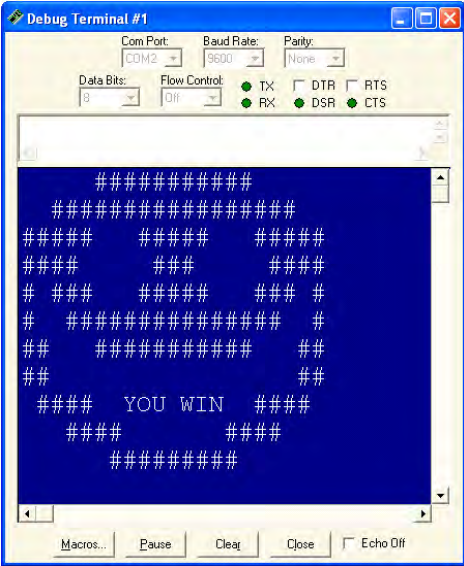 Debug Terminal #1
Com Port: Baud Rate: Parity:
COM2 9600 None
Data Bits: Flow Control: TX DTR RTS
8 Off RX DSR CTS
     ###########
  #################
#####   #####   #####
####     ###     ####
# ###   #####   ### #
#  ###############  #
##   ###########   ##
##                 ##
 ####  YOU WIN  ####
   ####       ####
      #########
Macros... Pause Clear Close Echo Off